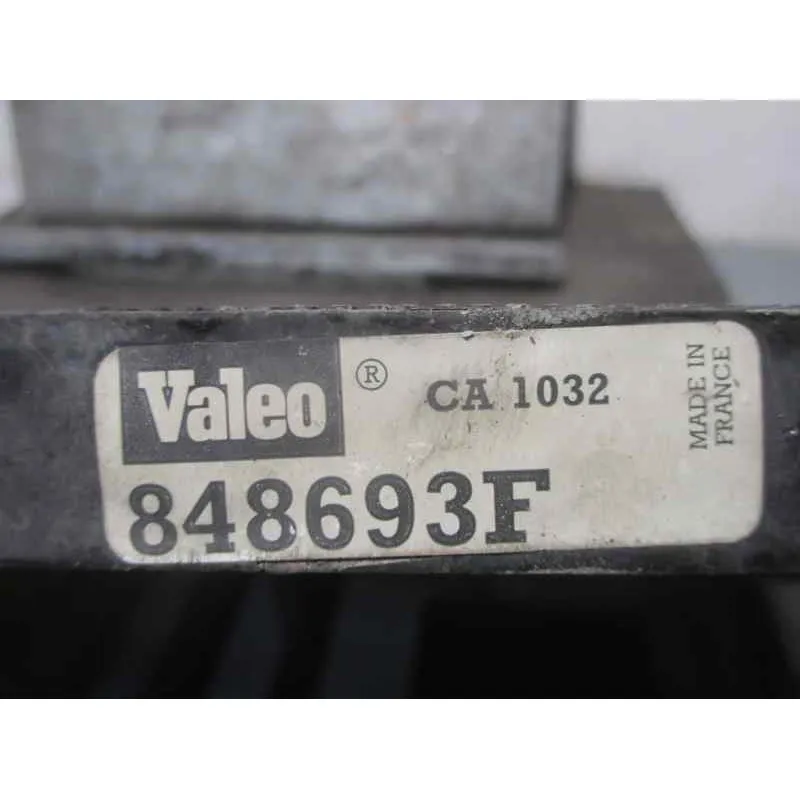 Valeo® CA 1032
848693F
MADE IN
FRANCE